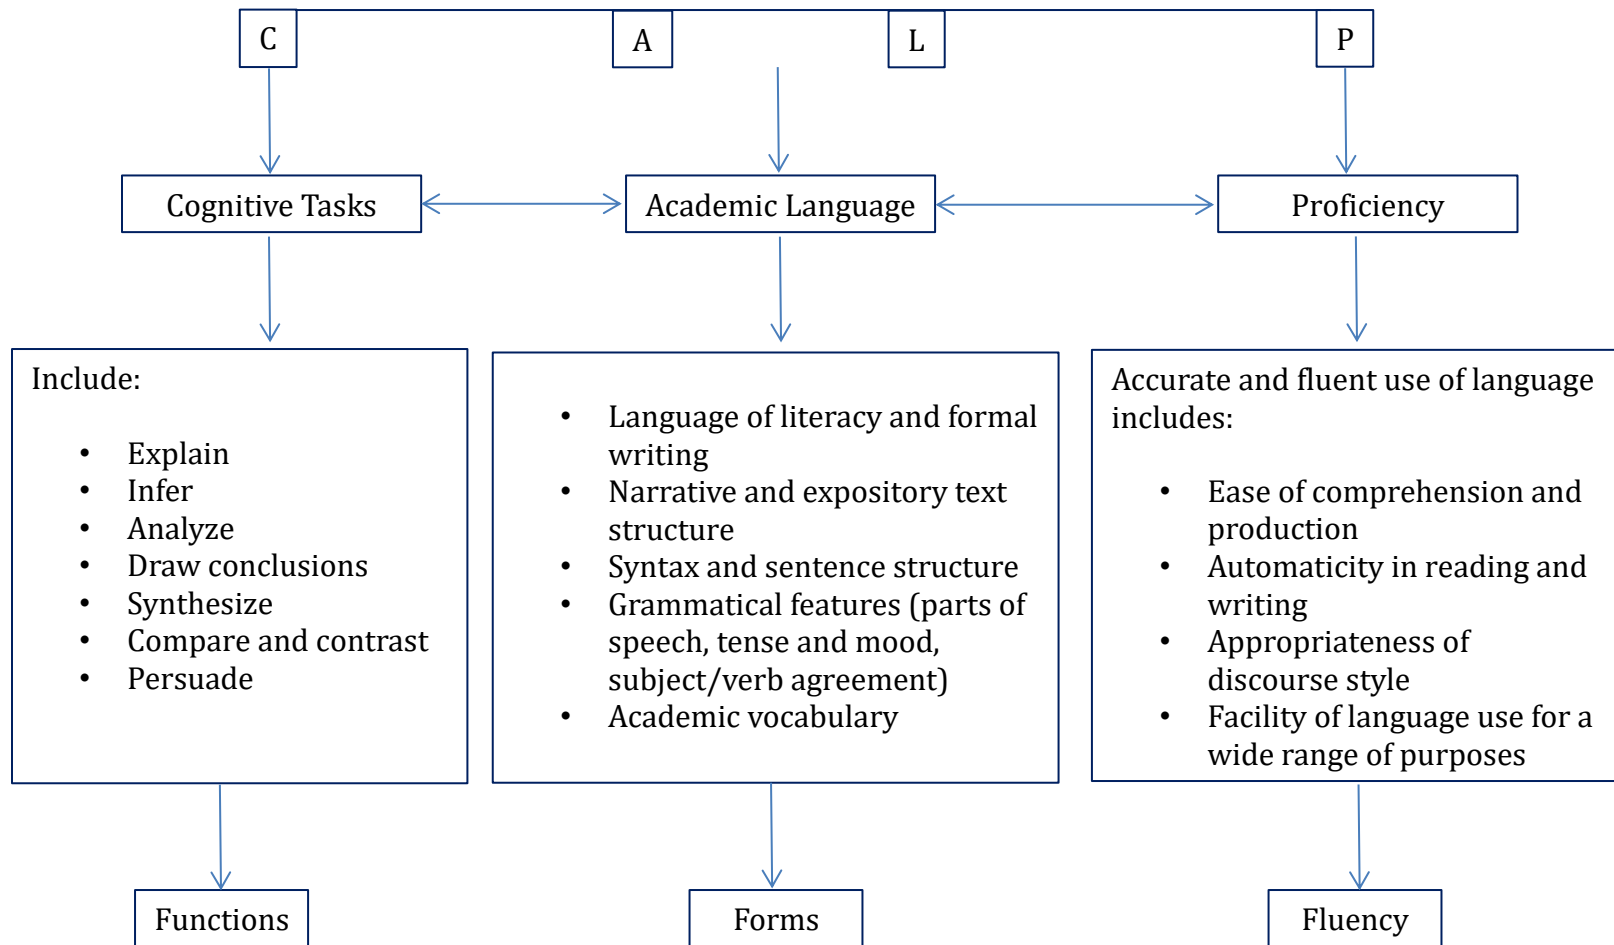 C
A
L
P
Cognitive Tasks
Academic Language
Proficiency
Include:
• Explain
• Infer
• Analyze
• Draw conclusions
• Synthesize
• Compare and contrast
• Persuade
• Language of literacy and formal
writing
• Narrative and expository text
structure
• Syntax and sentence structure
• Grammatical features (parts of
speech, tense and mood,
subject/verb agreement)
• Academic vocabulary
Accurate and fluent use of language
includes:
• Ease of comprehension and
production
• Automaticity in reading and
writing
• Appropriateness of
discourse style
• Facility of language use for a
wide range of purposes
Functions
Forms
Fluency